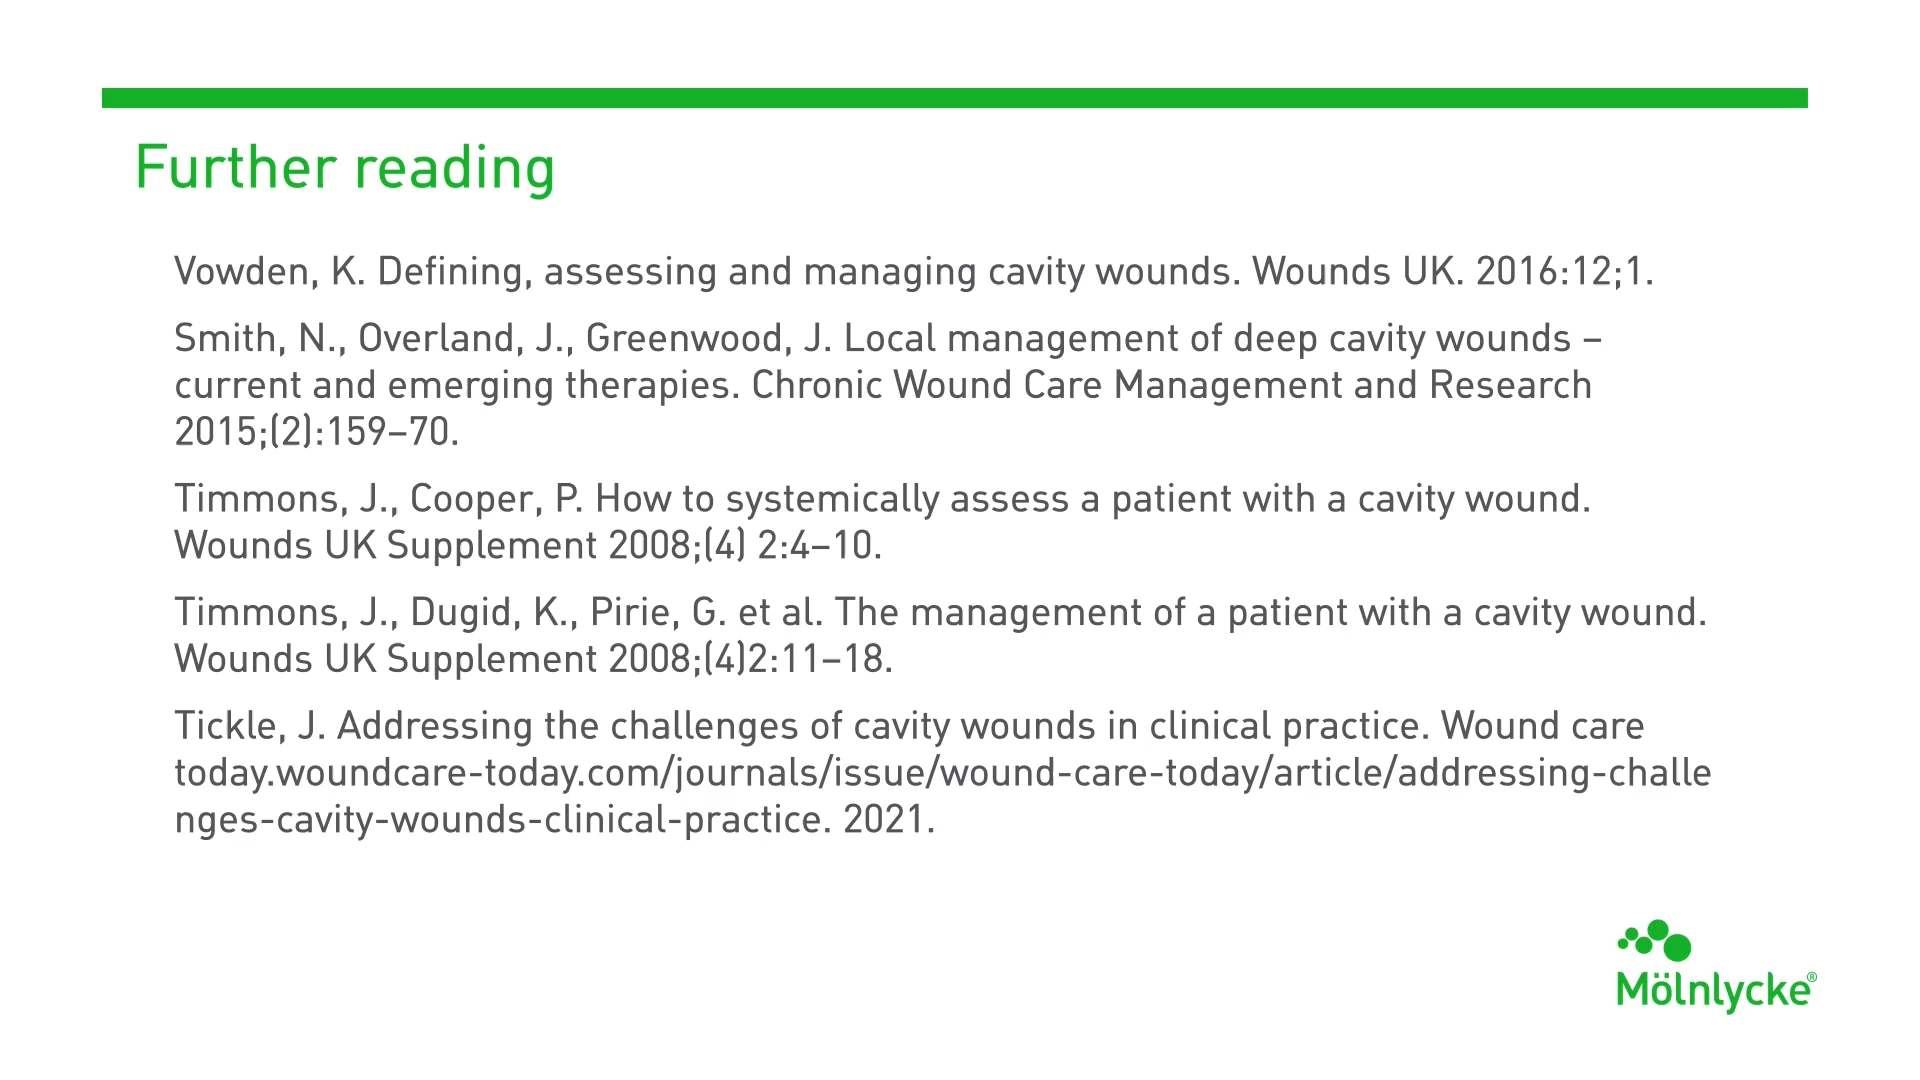 Further reading
Vowden, K. Defining, assessing and managing cavity wounds. Wounds UK. 2016:12;1.
Smith, N., Overland, J., Greenwood, J. Local management of deep cavity wounds –
current and emerging therapies. Chronic Wound Care Management and Research
2015;(2):159–70.
Timmons, J., Cooper, P. How to systemically assess a patient with a cavity wound.
Wounds UK Supplement 2008;(4) 2:4–10.
Timmons, J., Dugid, K., Pirie, G. et al. The management of a patient with a cavity wound.
Wounds UK Supplement 2008;(4)2:11–18.
Tickle, J. Addressing the challenges of cavity wounds in clinical practice. Wound care
today.woundcare-today.com/journals/issue/wound-care-today/article/addressing-challe
nges-cavity-wounds-clinical-practice. 2021.
Mölnlycke®